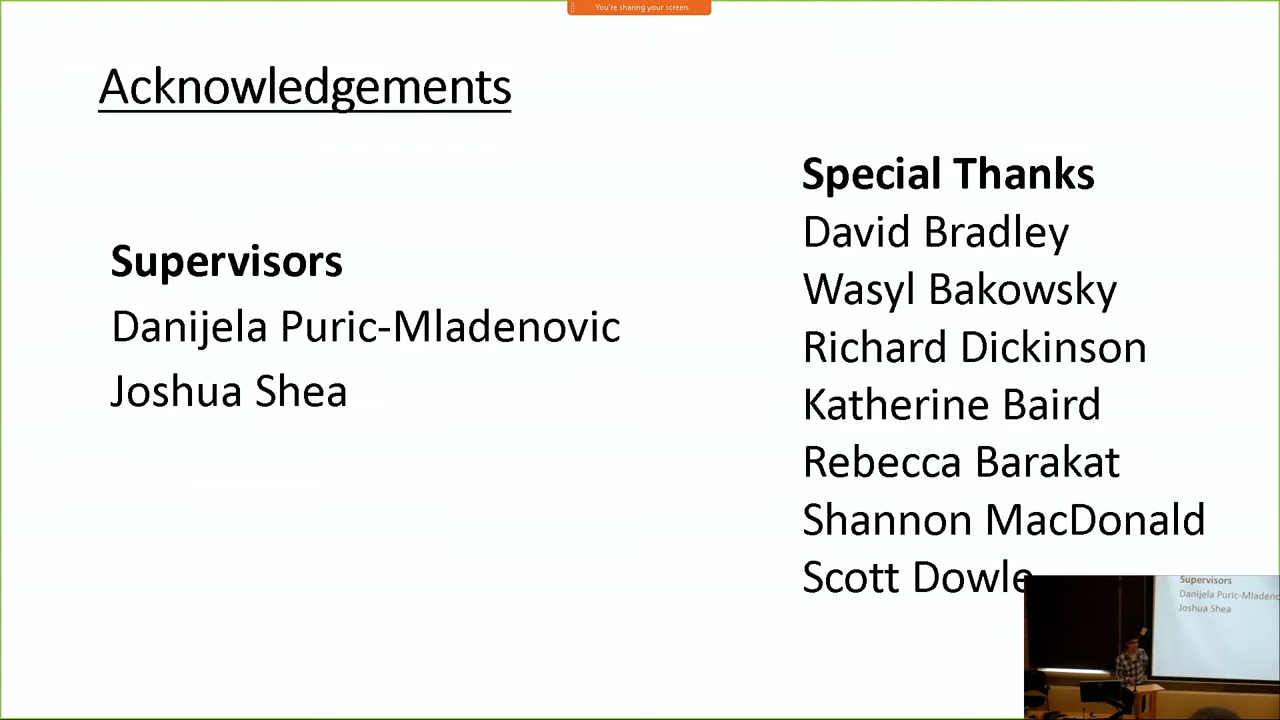 You're sharing your screen.
Acknowledgements
Supervisors
Danijela Puric-Mladenovic
Joshua Shea
Special Thanks
David Bradley
Wasyl Bakowsky
Richard Dickinson
Katherine Baird
Rebecca Barakat
Shannon MacDonald
Scott Dowle
Supervisors
Danijela Puric-Mladeno
Joshua Shea